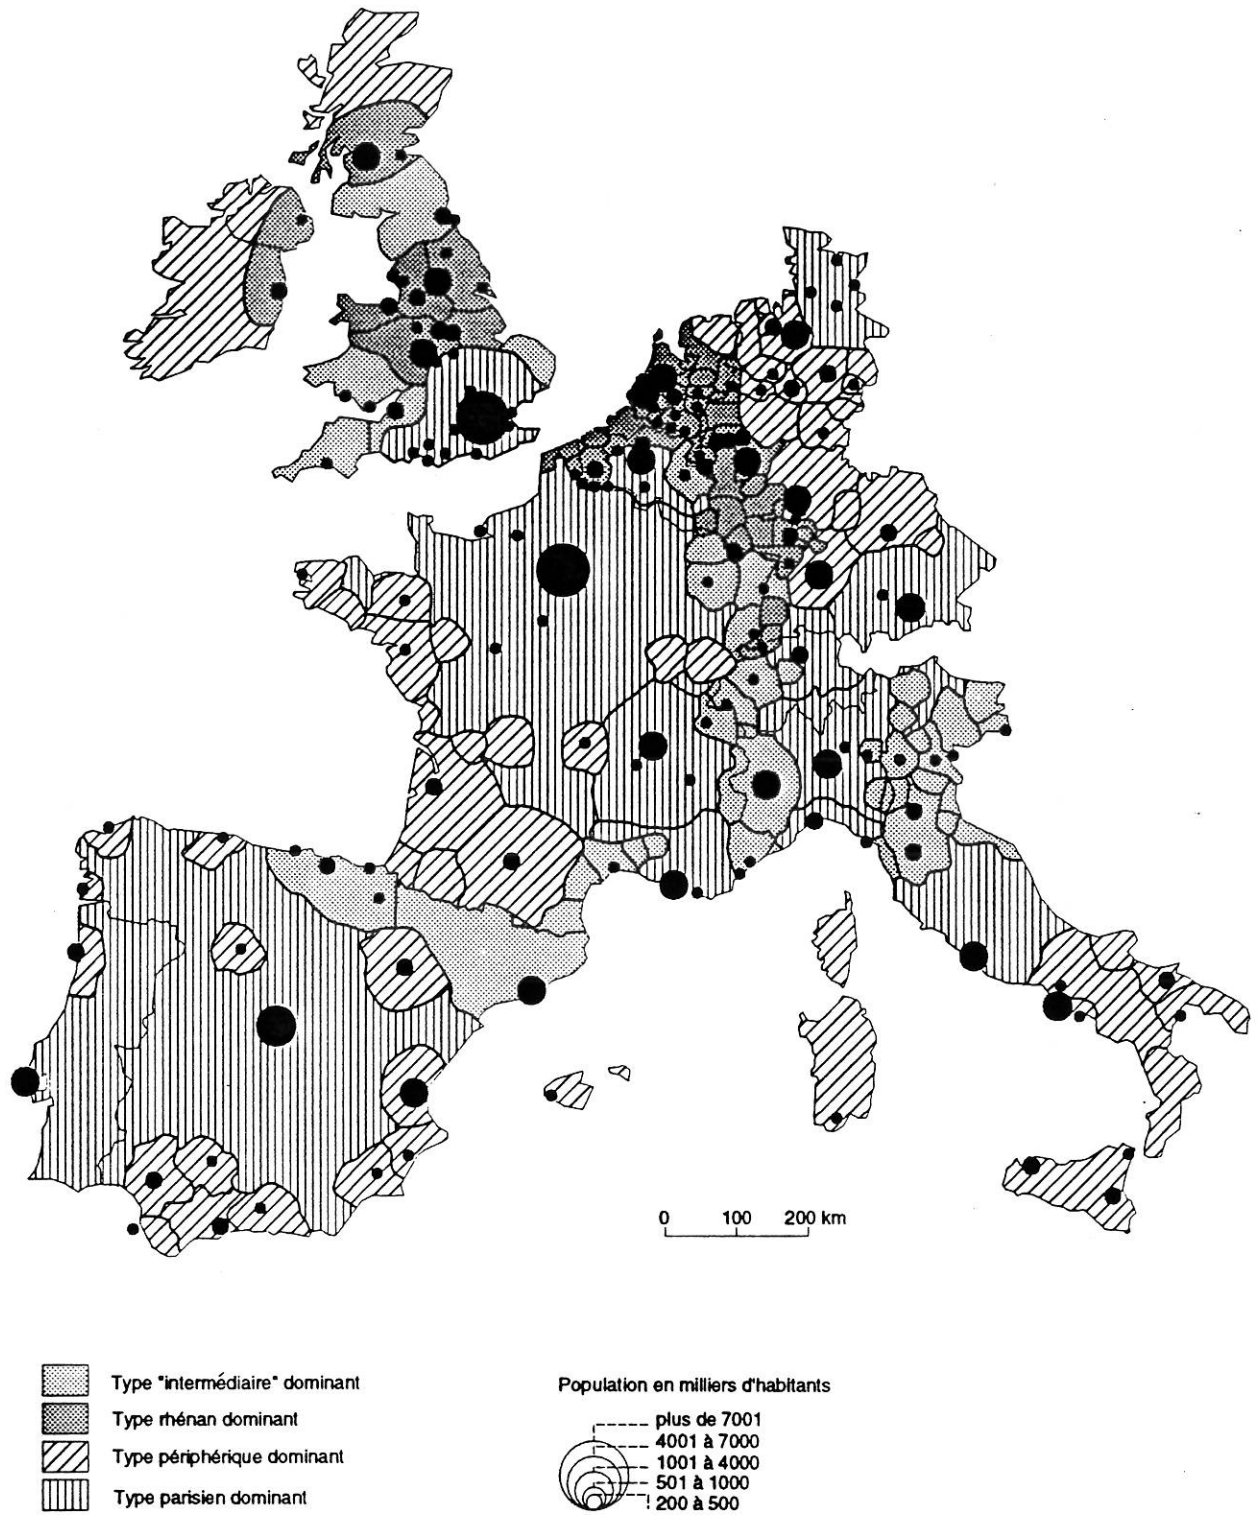 0 100 200 km
Type "intermédiaire" dominant
Type rhénan dominant
Type périphérique dominant
Type parisien dominant
Population en milliers d'habitants
plus de 7001
4001 à 7000
1001 à 4000
501 à 1000
200 à 500